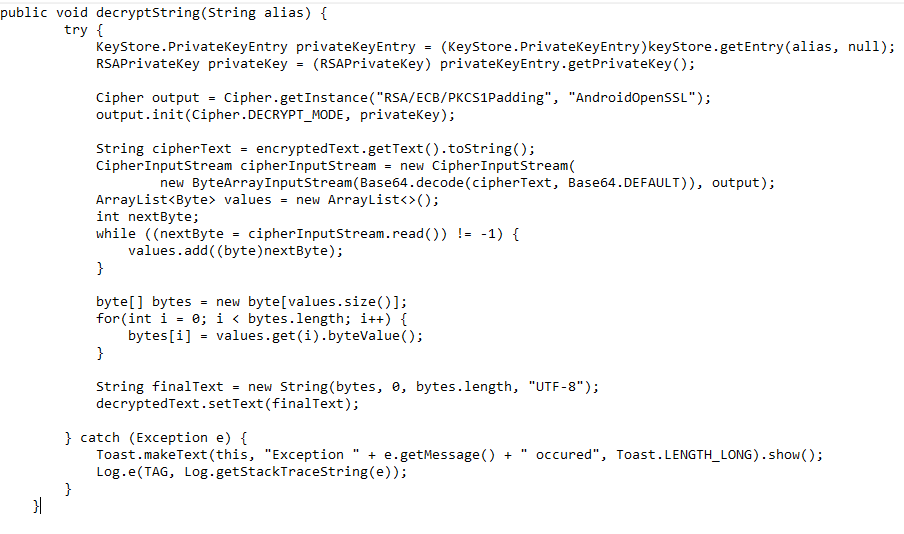 public void decryptString(String alias) {
try {
KeyStore.PrivateKeyEntry privateKeyEntry = (KeyStore.PrivateKeyEntry)keyStore.getEntry(alias, null);
RSAPrivateKey privateKey = (RSAPrivateKey) privateKeyEntry.getPrivateKey();
Cipher output = Cipher.getInstance("RSA/ECB/PKCS1Padding", "AndroidOpenSSL");
output.init(Cipher.DECRYPT_MODE, privateKey);
String cipherText = encryptedText.getText().toString();
CipherInputStream cipherInputStream = new CipherInputStream(
new ByteArrayInputStream(Base64.decode(cipherText, Base64.DEFAULT)), output);
ArrayList<Byte> values = new ArrayList<>();
int nextByte;
while ((nextByte = cipherInputStream.read()) != -1) {
values.add((byte)nextByte);
}
byte[] bytes = new byte[values.size()];
for(int i = 0; i < bytes.length; i++) {
bytes[i] = values.get(i).byteValue();
}
String finalText = new String(bytes, 0, bytes.length, "UTF-8");
decryptedText.setText(finalText);
} catch (Exception e) {
Toast.makeText(this, "Exception " + e.getMessage() + " occured", Toast.LENGTH_LONG).show();
Log.e(TAG, Log.getStackTraceString(e));
}
}